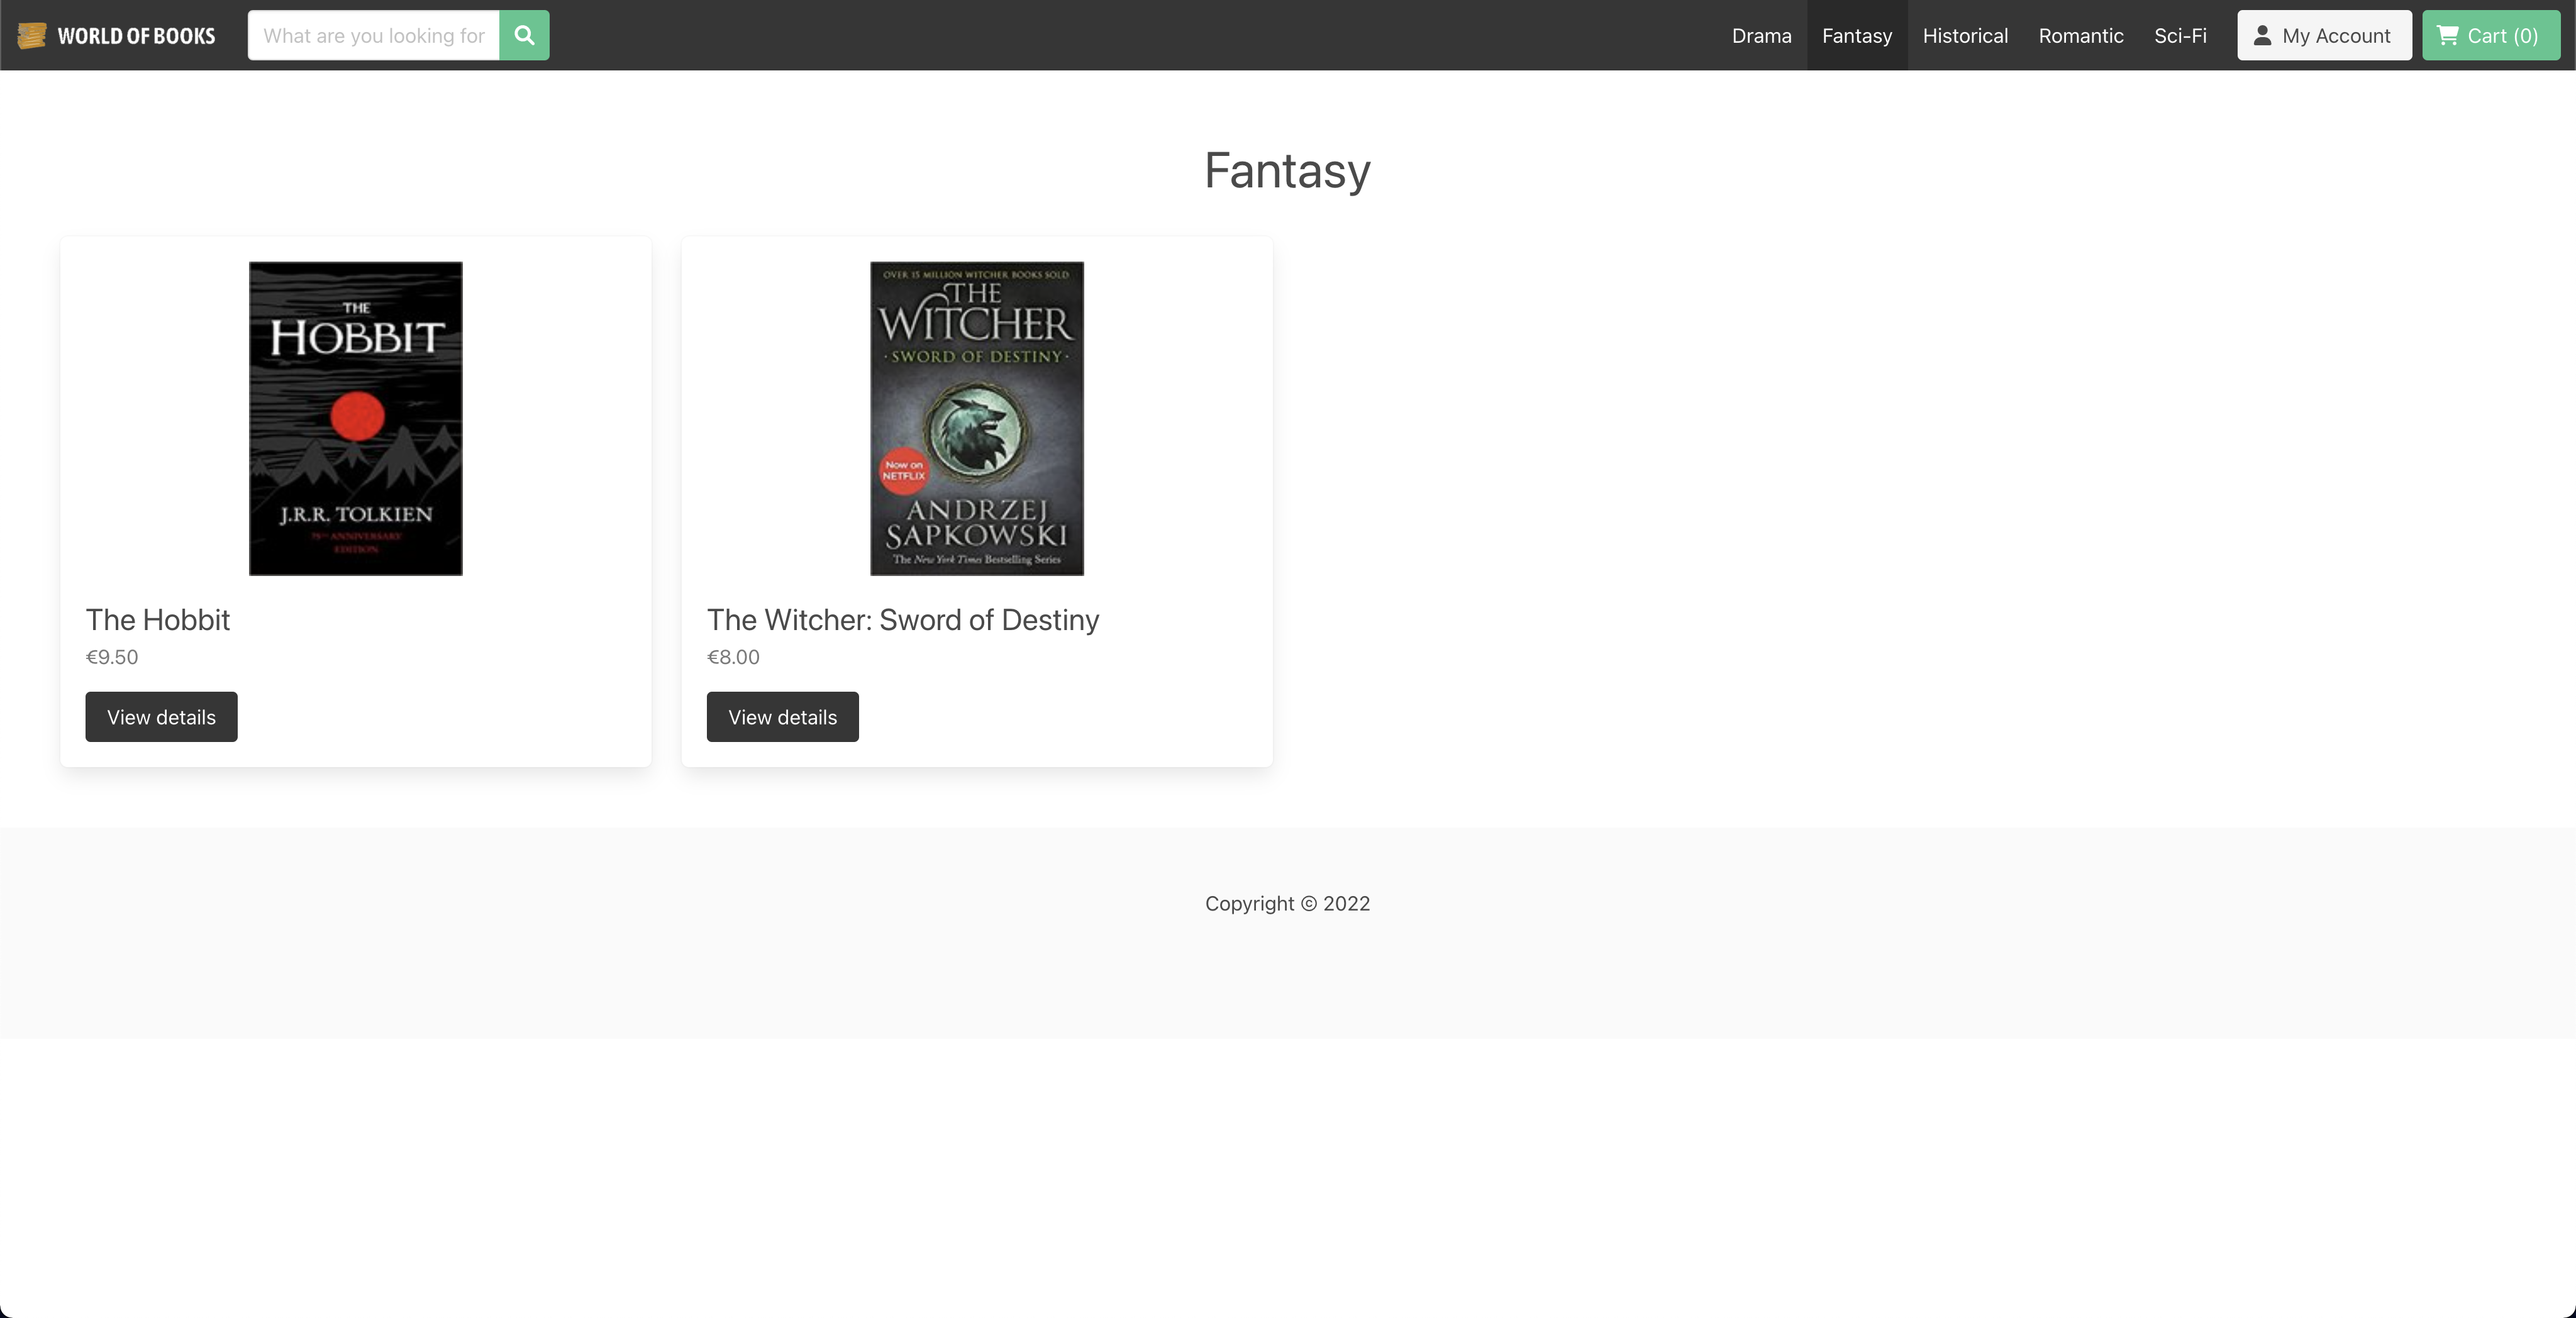 WORLD OF BOOKS
What are you looking for
Drama
Fantasy
Historical
Romantic
Sci-Fi
My Account
Cart (0)
Fantasy
THE
HOBBIT
J.R.R. TOLKIEN
75TH ANNIVERSARY
EDITION
The Hobbit
€9.50
View details
OVER 15 MILLION WITCHER BOOKS SOLD
THE
WITCHER
·SWORD OF DESTINY·
Now on
NETFLIX
ANDRZEJ
SAPKOWSKI
The New York Times Bestselling Series
The Witcher: Sword of Destiny
€8.00
View details
Copyright © 2022